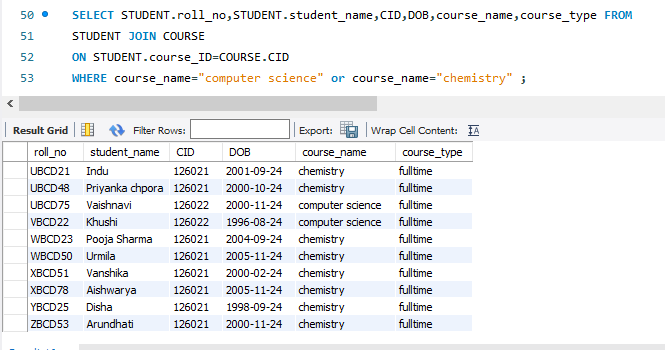 50 SELECT STUDENT.roll_no,STUDENT.student_name,CID,DOB,course_name,course_type FROM
51 STUDENT JOIN COURSE
52 ON STUDENT.course_ID=COURSE.CID
53 WHERE course_name="computer science" or course_name="chemistry" ;
Result Grid Filter Rows: Export: Wrap Cell Content:
roll_no student_name CID DOB course_name course_type
UBCD21 Indu 126021 2001-09-24 chemistry fulltime
UBCD48 Priyanka chpora 126021 2000-10-24 chemistry fulltime
UBCD75 Vaishnavi 126022 2000-11-24 computer science fulltime
VBCD22 Khushi 126022 1996-08-24 computer science fulltime
WBCD23 Pooja Sharma 126021 2004-09-24 chemistry fulltime
WBCD50 Urmila 126021 2005-11-24 chemistry fulltime
XBCD51 Vanshika 126021 2000-02-24 chemistry fulltime
XBCD78 Aishwarya 126021 2005-11-24 chemistry fulltime
YBCD25 Disha 126021 1998-09-24 chemistry fulltime
ZBCD53 Arundhati 126021 2000-11-24 chemistry fulltime